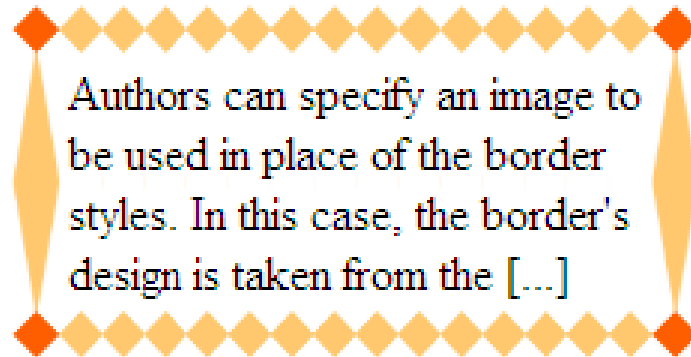 Authors can specify an image to
be used in place of the border
styles. In this case, the border's
design is taken from the [...]